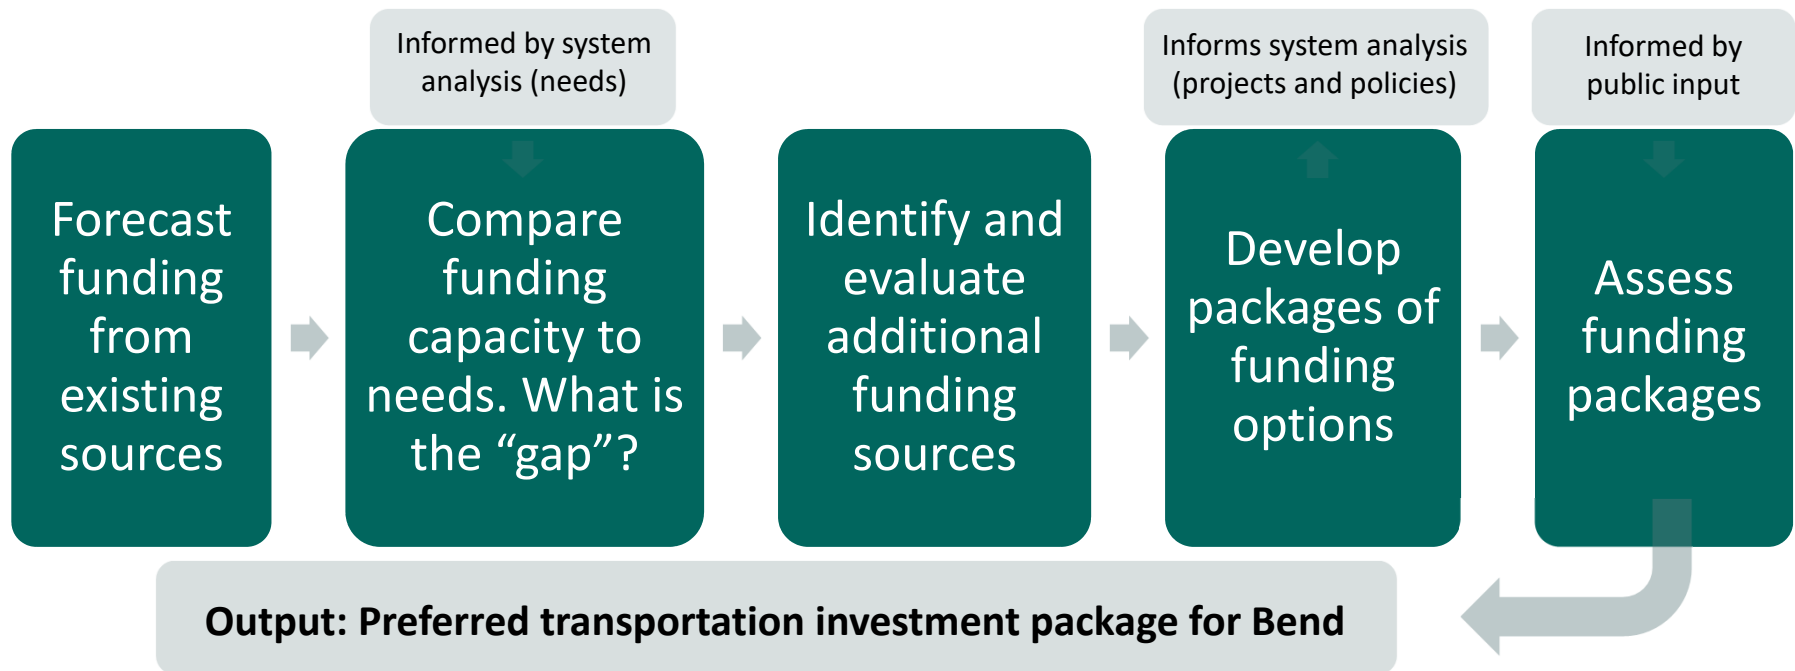 Informed by system
analysis (needs)
Informs system analysis
(projects and policies)
Informed by
public input
Forecast
funding
from
existing
sources
Compare
funding
capacity to
needs. What is
the “gap”?
Identify and
evaluate
additional
funding
sources
Develop
packages of
funding
options
Assess
funding
packages
Output: Preferred transportation investment package for Bend